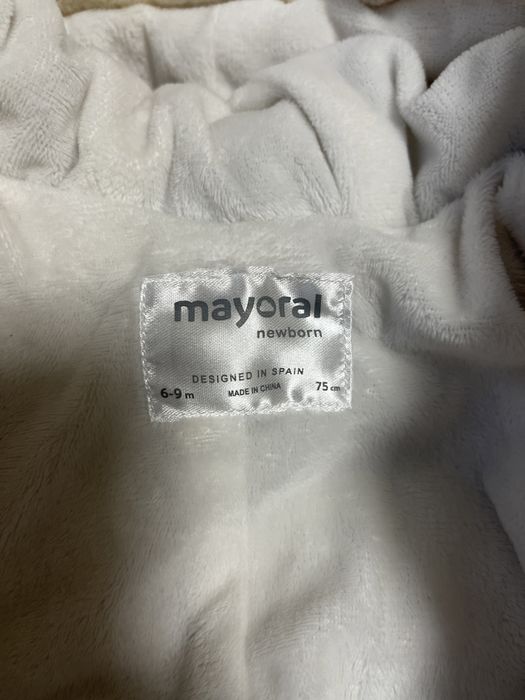 mayoral
newborn
DESIGNED IN SPAIN
6-9 m MADE IN CHINA 75 cm